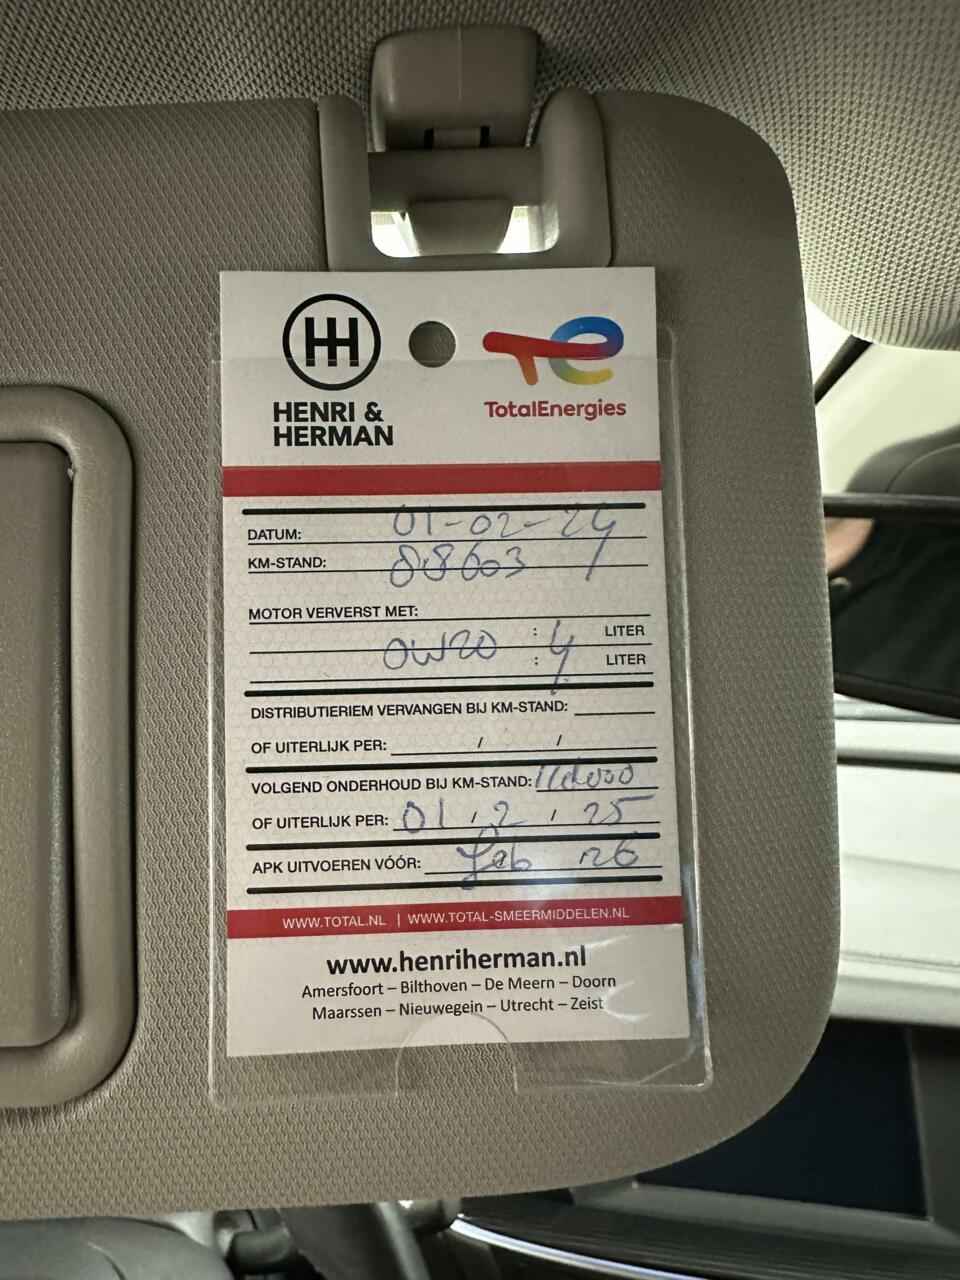 HENRI &
HERMAN
TotalEnergies
DATUM: 01-02-24
KM-STAND: 88603
MOTOR VERVERST MET:
: 4 LITER
0W20 : LITER
DISTRIBUTIERIEM VERVANGEN BIJ KM-STAND:
OF UITERLIJK PER: / /
VOLGEND ONDERHOUD BIJ KM-STAND:
OF UITERLIJK PER: 01 / 2 / 25
APK UITVOEREN VÓÓR: feb 26
WWW.TOTAL.NL | WWW.TOTAL-SMEERMIDDELEN.NL
www.henriherman.nl
Amersfoort – Bilthoven – De Meern – Doorn
Maarssen – Nieuwegein – Utrecht – Zeist